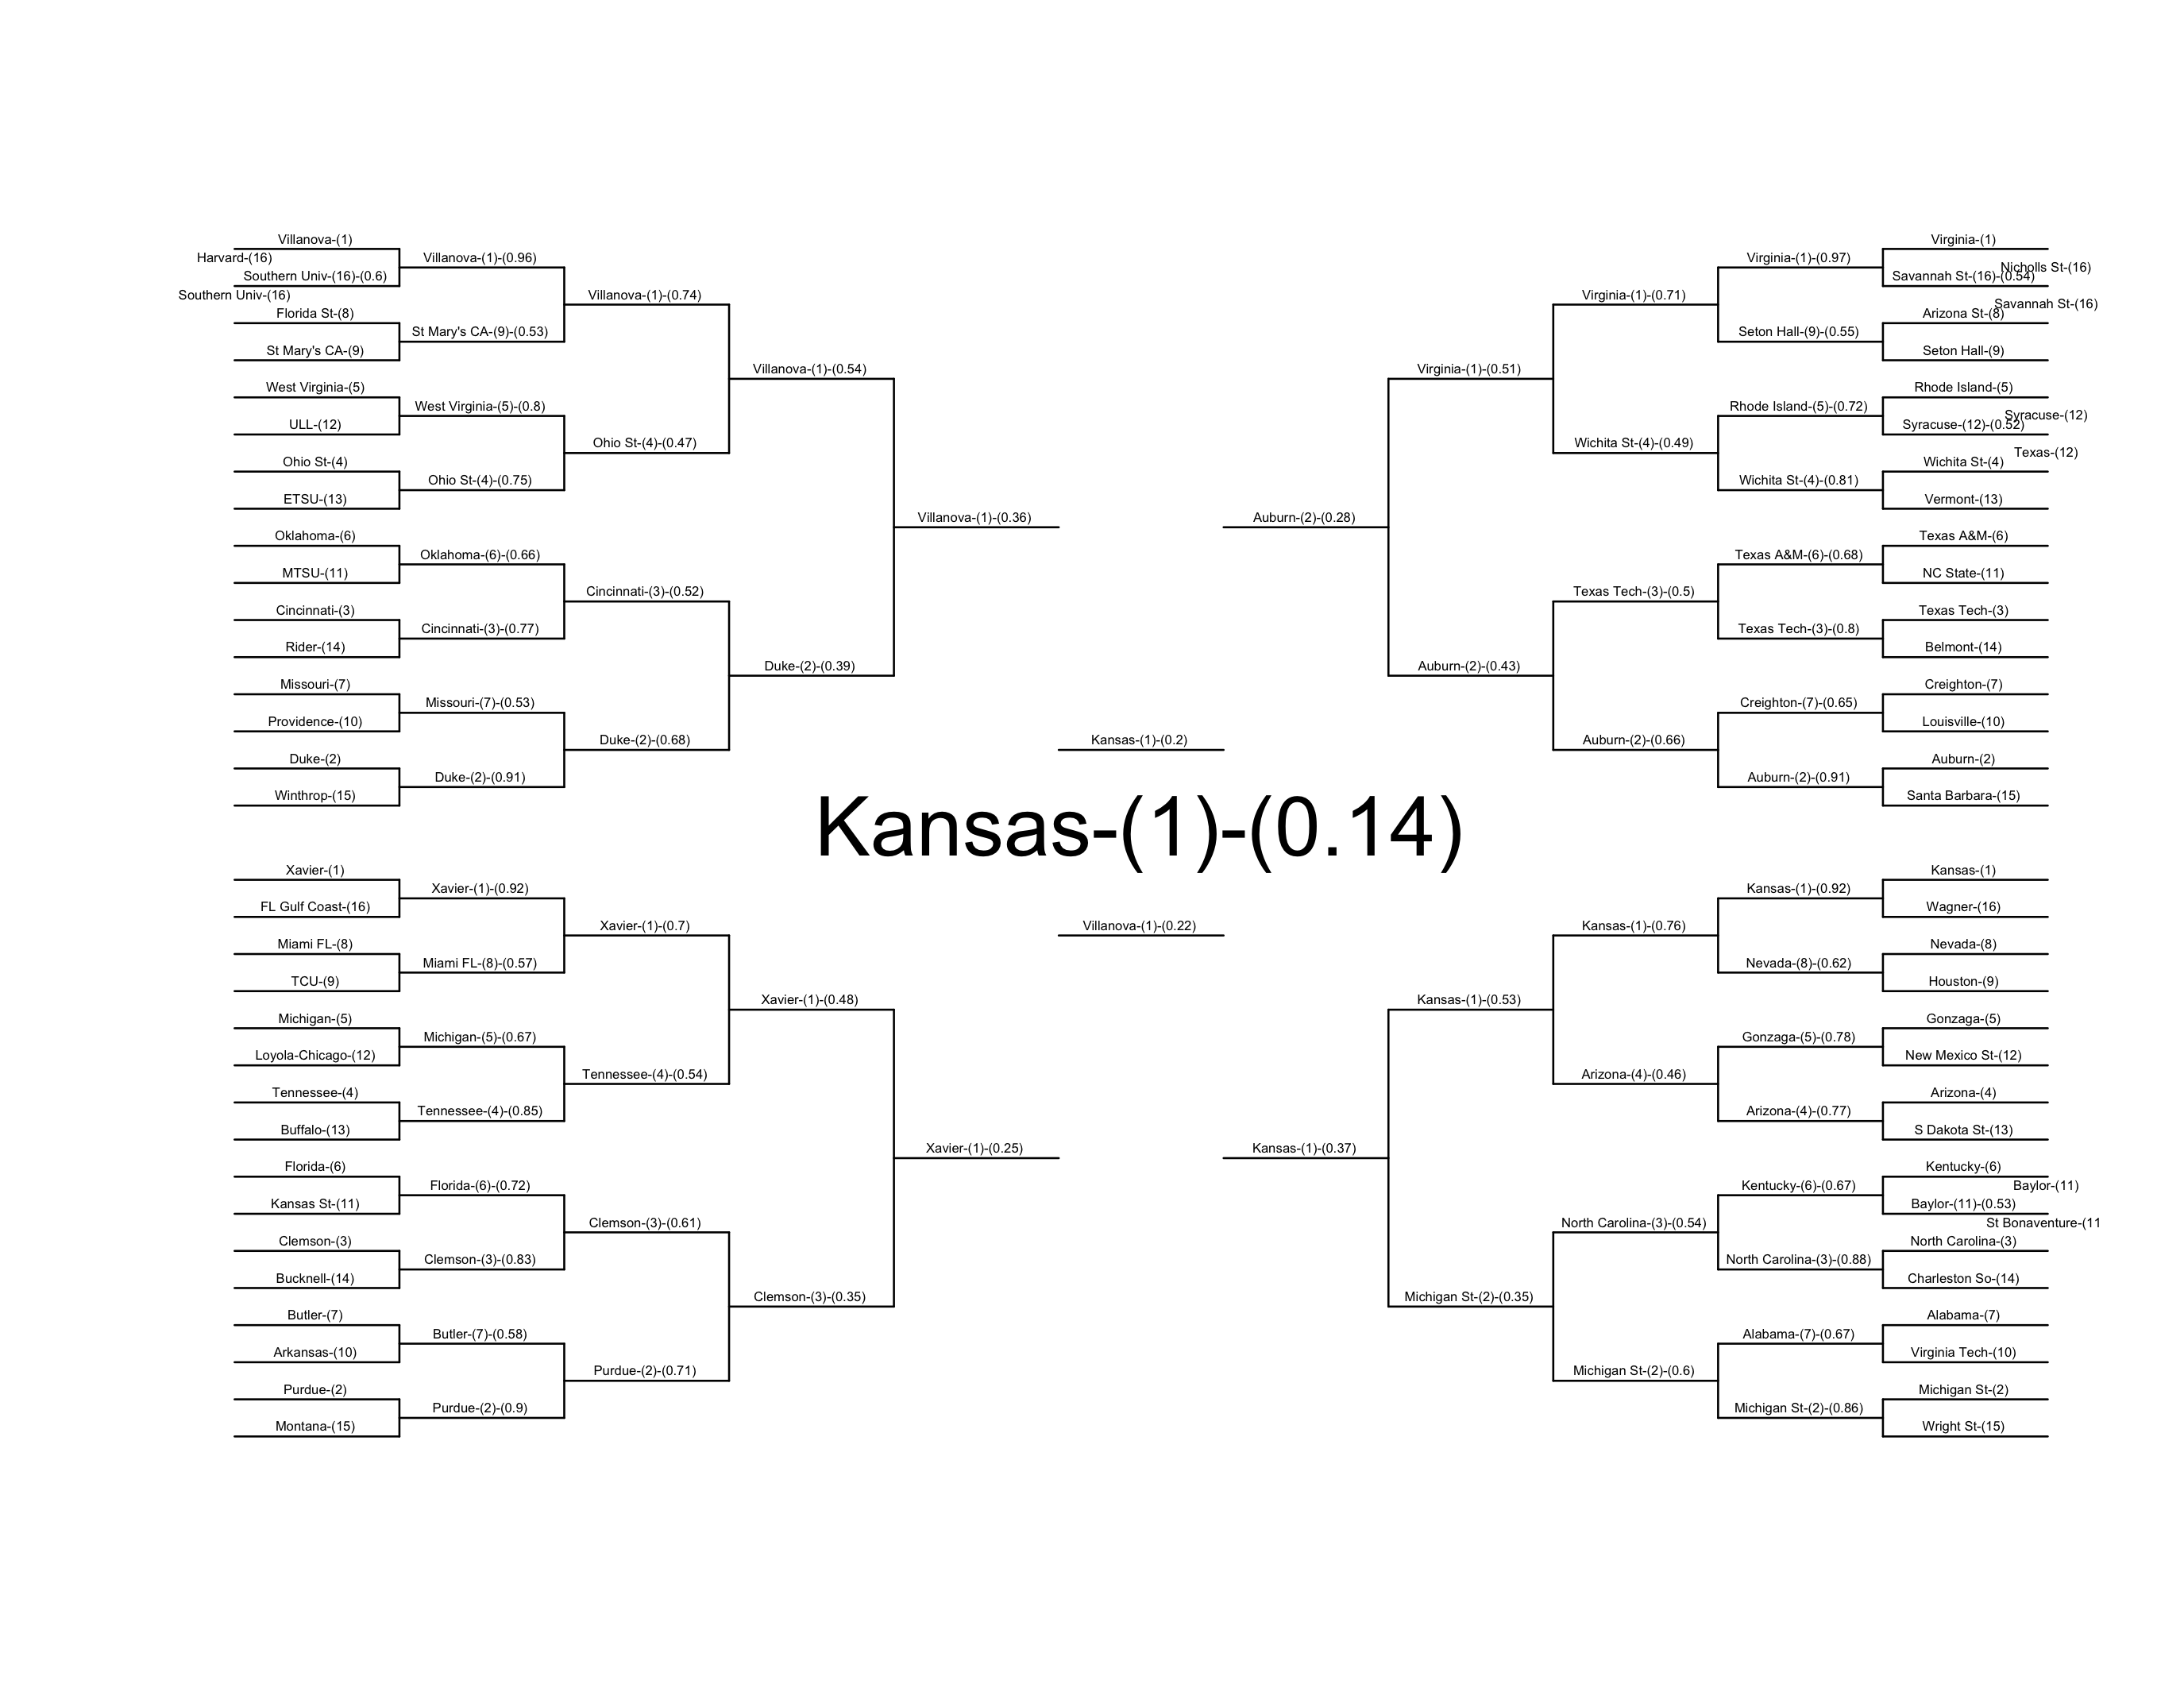 Villanova-(1)
Harvard-(16)
Southern Univ-(16)-(0.6)
Southern Univ-(16)
Florida St-(8)
St Mary's CA-(9)
West Virginia-(5)
ULL-(12)
Ohio St-(4)
ETSU-(13)
Oklahoma-(6)
MTSU-(11)
Cincinnati-(3)
Rider-(14)
Missouri-(7)
Providence-(10)
Duke-(2)
Winthrop-(15)
Xavier-(1)
FL Gulf Coast-(16)
Miami FL-(8)
TCU-(9)
Michigan-(5)
Loyola-Chicago-(12)
Tennessee-(4)
Buffalo-(13)
Florida-(6)
Kansas St-(11)
Clemson-(3)
Bucknell-(14)
Butler-(7)
Arkansas-(10)
Purdue-(2)
Montana-(15)
Villanova-(1)-(0.96)
St Mary's CA-(9)-(0.53)
West Virginia-(5)-(0.8)
Ohio St-(4)-(0.75)
Oklahoma-(6)-(0.66)
Cincinnati-(3)-(0.77)
Missouri-(7)-(0.53)
Duke-(2)-(0.91)
Xavier-(1)-(0.92)
Miami FL-(8)-(0.57)
Michigan-(5)-(0.67)
Tennessee-(4)-(0.85)
Florida-(6)-(0.72)
Clemson-(3)-(0.83)
Butler-(7)-(0.58)
Purdue-(2)-(0.9)
Villanova-(1)-(0.74)
Ohio St-(4)-(0.47)
Cincinnati-(3)-(0.52)
Duke-(2)-(0.68)
Xavier-(1)-(0.7)
Tennessee-(4)-(0.54)
Clemson-(3)-(0.61)
Purdue-(2)-(0.71)
Villanova-(1)-(0.54)
Duke-(2)-(0.39)
Xavier-(1)-(0.48)
Clemson-(3)-(0.35)
Villanova-(1)-(0.36)
Xavier-(1)-(0.25)
Kansas-(1)-(0.2)
Kansas-(1)-(0.14)
Villanova-(1)-(0.22)
Auburn-(2)-(0.28)
Kansas-(1)-(0.37)
Virginia-(1)-(0.51)
Auburn-(2)-(0.43)
Kansas-(1)-(0.53)
Michigan St-(2)-(0.35)
Virginia-(1)-(0.71)
Wichita St-(4)-(0.49)
Texas Tech-(3)-(0.5)
Auburn-(2)-(0.66)
Kansas-(1)-(0.76)
Arizona-(4)-(0.46)
North Carolina-(3)-(0.54)
Michigan St-(2)-(0.6)
Virginia-(1)-(0.97)
Seton Hall-(9)-(0.55)
Rhode Island-(5)-(0.72)
Wichita St-(4)-(0.81)
Texas A&M-(6)-(0.68)
Texas Tech-(3)-(0.8)
Creighton-(7)-(0.65)
Auburn-(2)-(0.91)
Kansas-(1)-(0.92)
Nevada-(8)-(0.62)
Gonzaga-(5)-(0.78)
Arizona-(4)-(0.77)
Kentucky-(6)-(0.67)
North Carolina-(3)-(0.88)
Alabama-(7)-(0.67)
Michigan St-(2)-(0.86)
Virginia-(1)
Nicholls St-(16)
Savannah St-(16)-(0.54)
Savannah St-(16)
Arizona St-(8)
Seton Hall-(9)
Rhode Island-(5)
Syracuse-(12)
Syracuse-(12)-(0.52)
Texas-(12)
Wichita St-(4)
Vermont-(13)
Texas A&M-(6)
NC State-(11)
Texas Tech-(3)
Belmont-(14)
Creighton-(7)
Louisville-(10)
Auburn-(2)
Santa Barbara-(15)
Kansas-(1)
Wagner-(16)
Nevada-(8)
Houston-(9)
Gonzaga-(5)
New Mexico St-(12)
Arizona-(4)
S Dakota St-(13)
Kentucky-(6)
Baylor-(11)
Baylor-(11)-(0.53)
St Bonaventure-(11
North Carolina-(3)
Charleston So-(14)
Alabama-(7)
Virginia Tech-(10)
Michigan St-(2)
Wright St-(15)